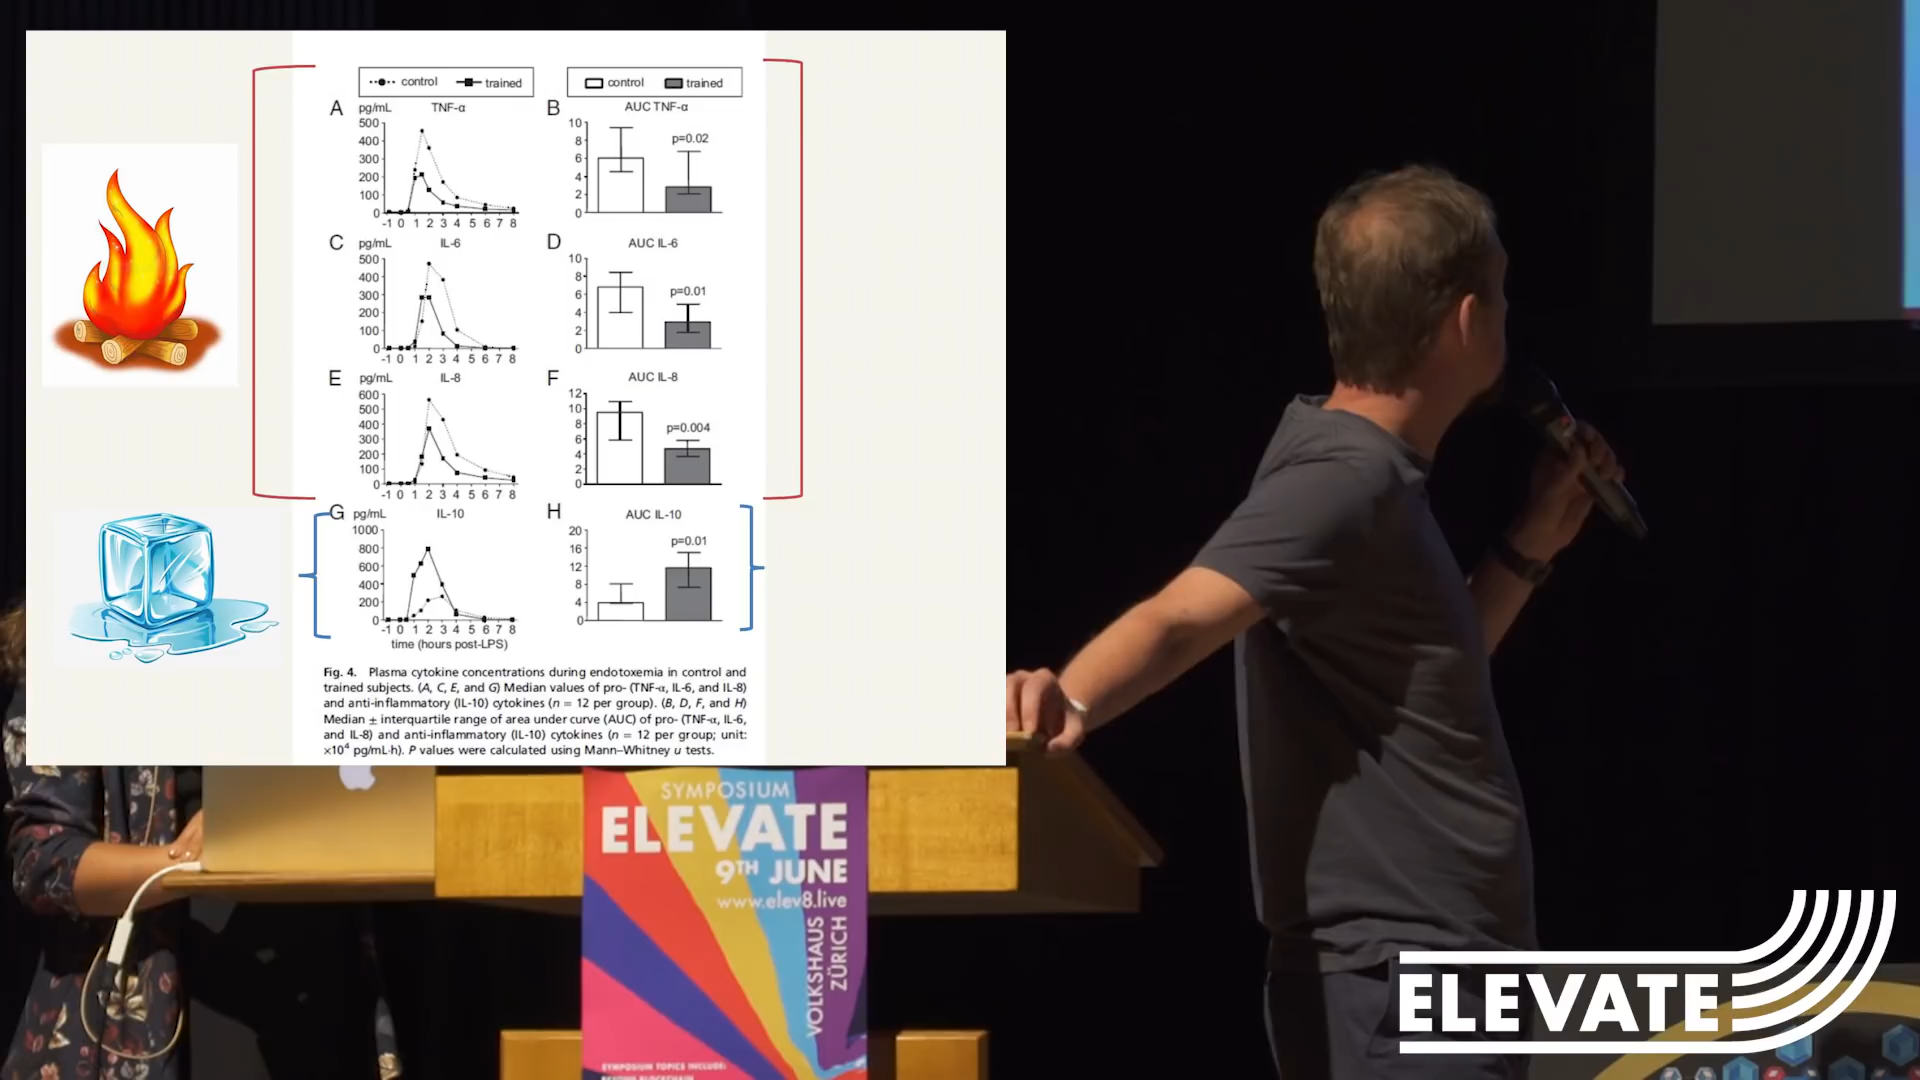 control trained
control trained
A pg/mL TNF-α
500
400
300
200
100
0
-1 0 1 2 3 4 5 6 7 8
B AUC TNF-α
10
8
6
4
2
0
p=0.02
C pg/mL IL-6
500
400
300
200
100
0
-1 0 1 2 3 4 5 6 7 8
D AUC IL-6
10
8
6
4
2
0
p=0.01
E pg/mL IL-8
600
500
400
300
200
100
0
-1 0 1 2 3 4 5 6 7 8
F AUC IL-8
12
10
8
6
4
2
0
p=0.004
G pg/mL IL-10
1000
800
600
400
200
0
-1 0 1 2 3 4 5 6 7 8
time (hours post-LPS)
H AUC IL-10
20
16
12
8
4
0
p=0.01
Fig. 4. Plasma cytokine concentrations during endotoxemia in control and
trained subjects. (A, C, E, and G) Median values of pro- (TNF-α, IL-6, and IL-8)
and anti-inflammatory (IL-10) cytokines (n = 12 per group). (B, D, F, and H)
Median ± interquartile range of area under curve (AUC) of pro- (TNF-α, IL-6,
and IL-8) and anti-inflammatory (IL-10) cytokines (n = 12 per group; unit:
×10⁴ pg/mL·h). P values were calculated using Mann–Whitney u tests.
SYMPOSIUM
ELEVATE
9TH JUNE
www.elev8.live
VOLKSHAUS
ZÜRICH
SYMPOSIUM TOPICS INCLUDE:
BEYOND BLOCKCHAIN
ELEVATE